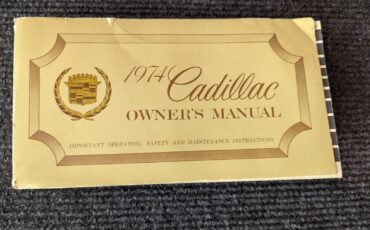 1974 Cadillac
OWNER'S MANUAL
IMPORTANT OPERATING, SAFETY AND MAINTENANCE INSTRUCTIONS